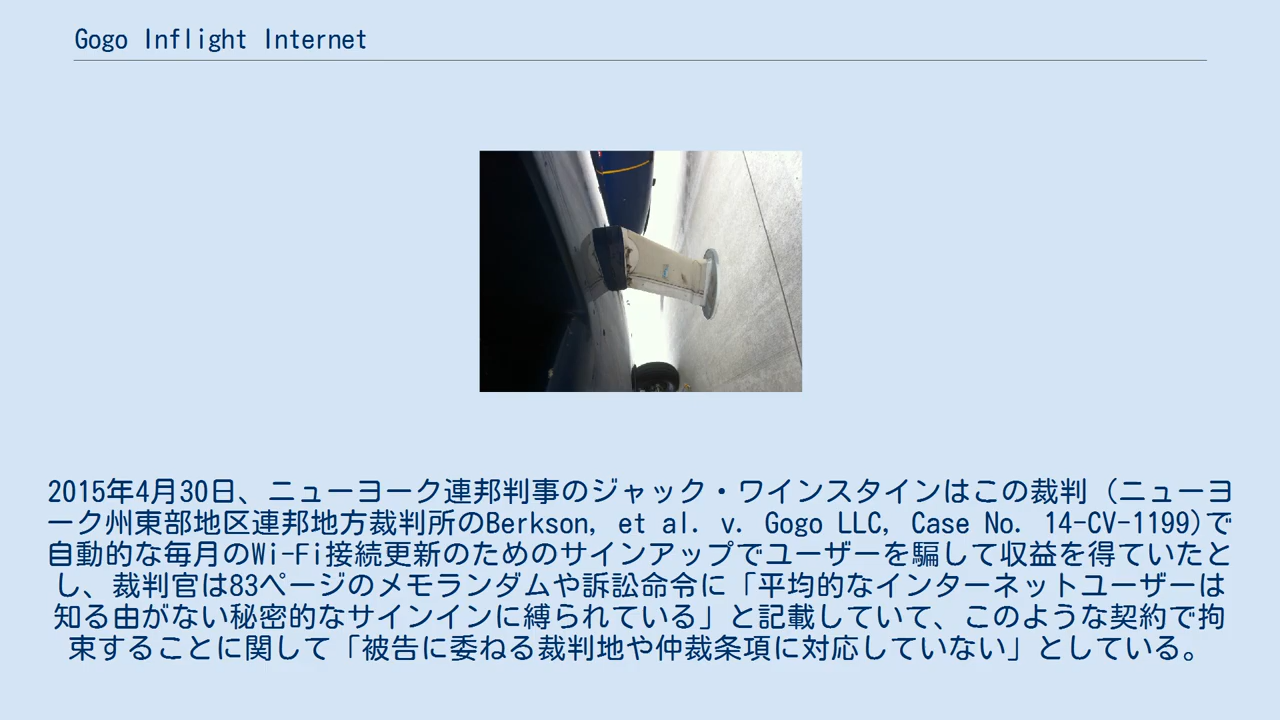 Gogo Inflight Internet
2015年4月30日、ニューヨーク連邦判事のジャック・ワインスタインはこの裁判（ニューヨ
ーク州東部地区連邦地方裁判所のBerkson, et al. v. Gogo LLC, Case No. 14-CV-1199)で
自動的な毎月のWi-Fi接続更新のためのサインアップでユーザーを騙して収益を得ていたと
し、裁判官は83ページのメモランダムや訴訟命令に「平均的なインターネットユーザーは
知る由がない秘密的なサインインに縛られている」と記載していて、このような契約で拘
束することに関して「被告に委ねる裁判地や仲裁条項に対応していない」としている。